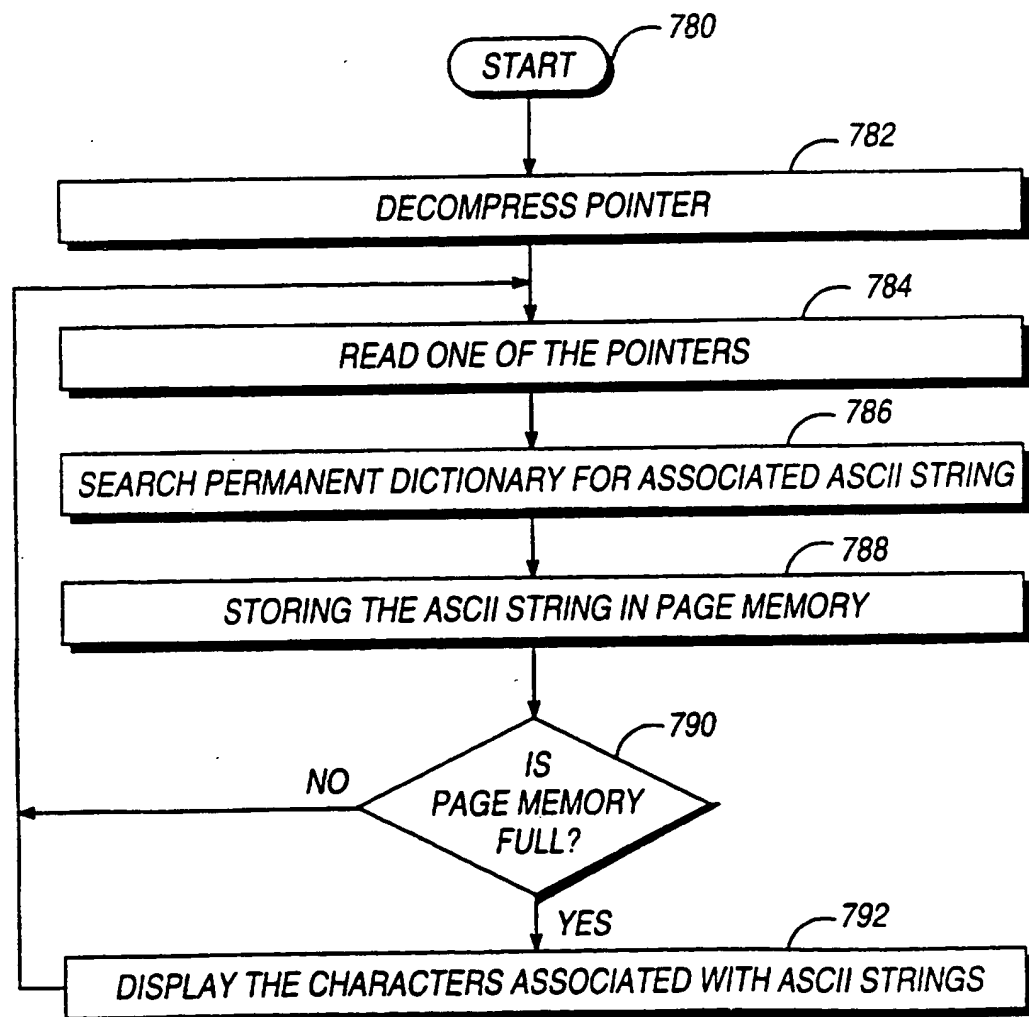 780
START
782
DECOMPRESS POINTER
784
READ ONE OF THE POINTERS
786
SEARCH PERMANENT DICTIONARY FOR ASSOCIATED ASCII STRING
788
STORING THE ASCII STRING IN PAGE MEMORY
790
IS
PAGE MEMORY
FULL?
NO
YES
792
DISPLAY THE CHARACTERS ASSOCIATED WITH ASCII STRINGS